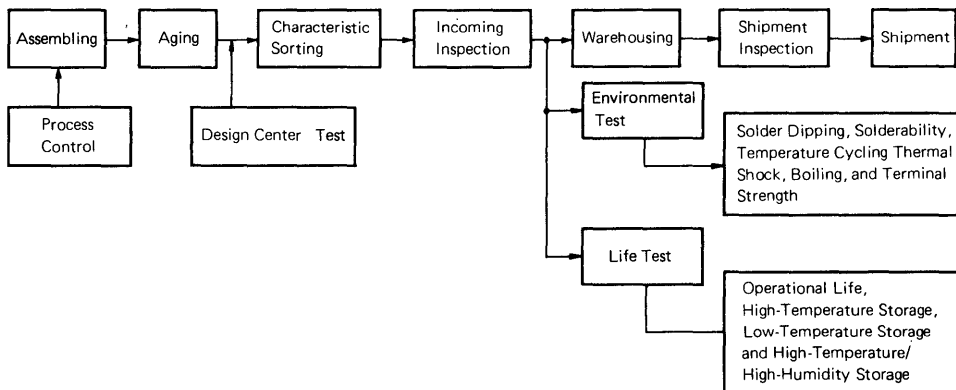 Assembling
Aging
Characteristic
Sorting
Incoming
Inspection
Warehousing
Shipment
Inspection
Shipment
Process
Control
Design Center Test
Environmental
Test
Solder Dipping, Solderability,
Temperature Cycling Thermal
Shock, Boiling, and Terminal
Strength
Life Test
Operational Life,
High-Temperature Storage,
Low-Temperature Storage
and High-Temperature/
High-Humidity Storage